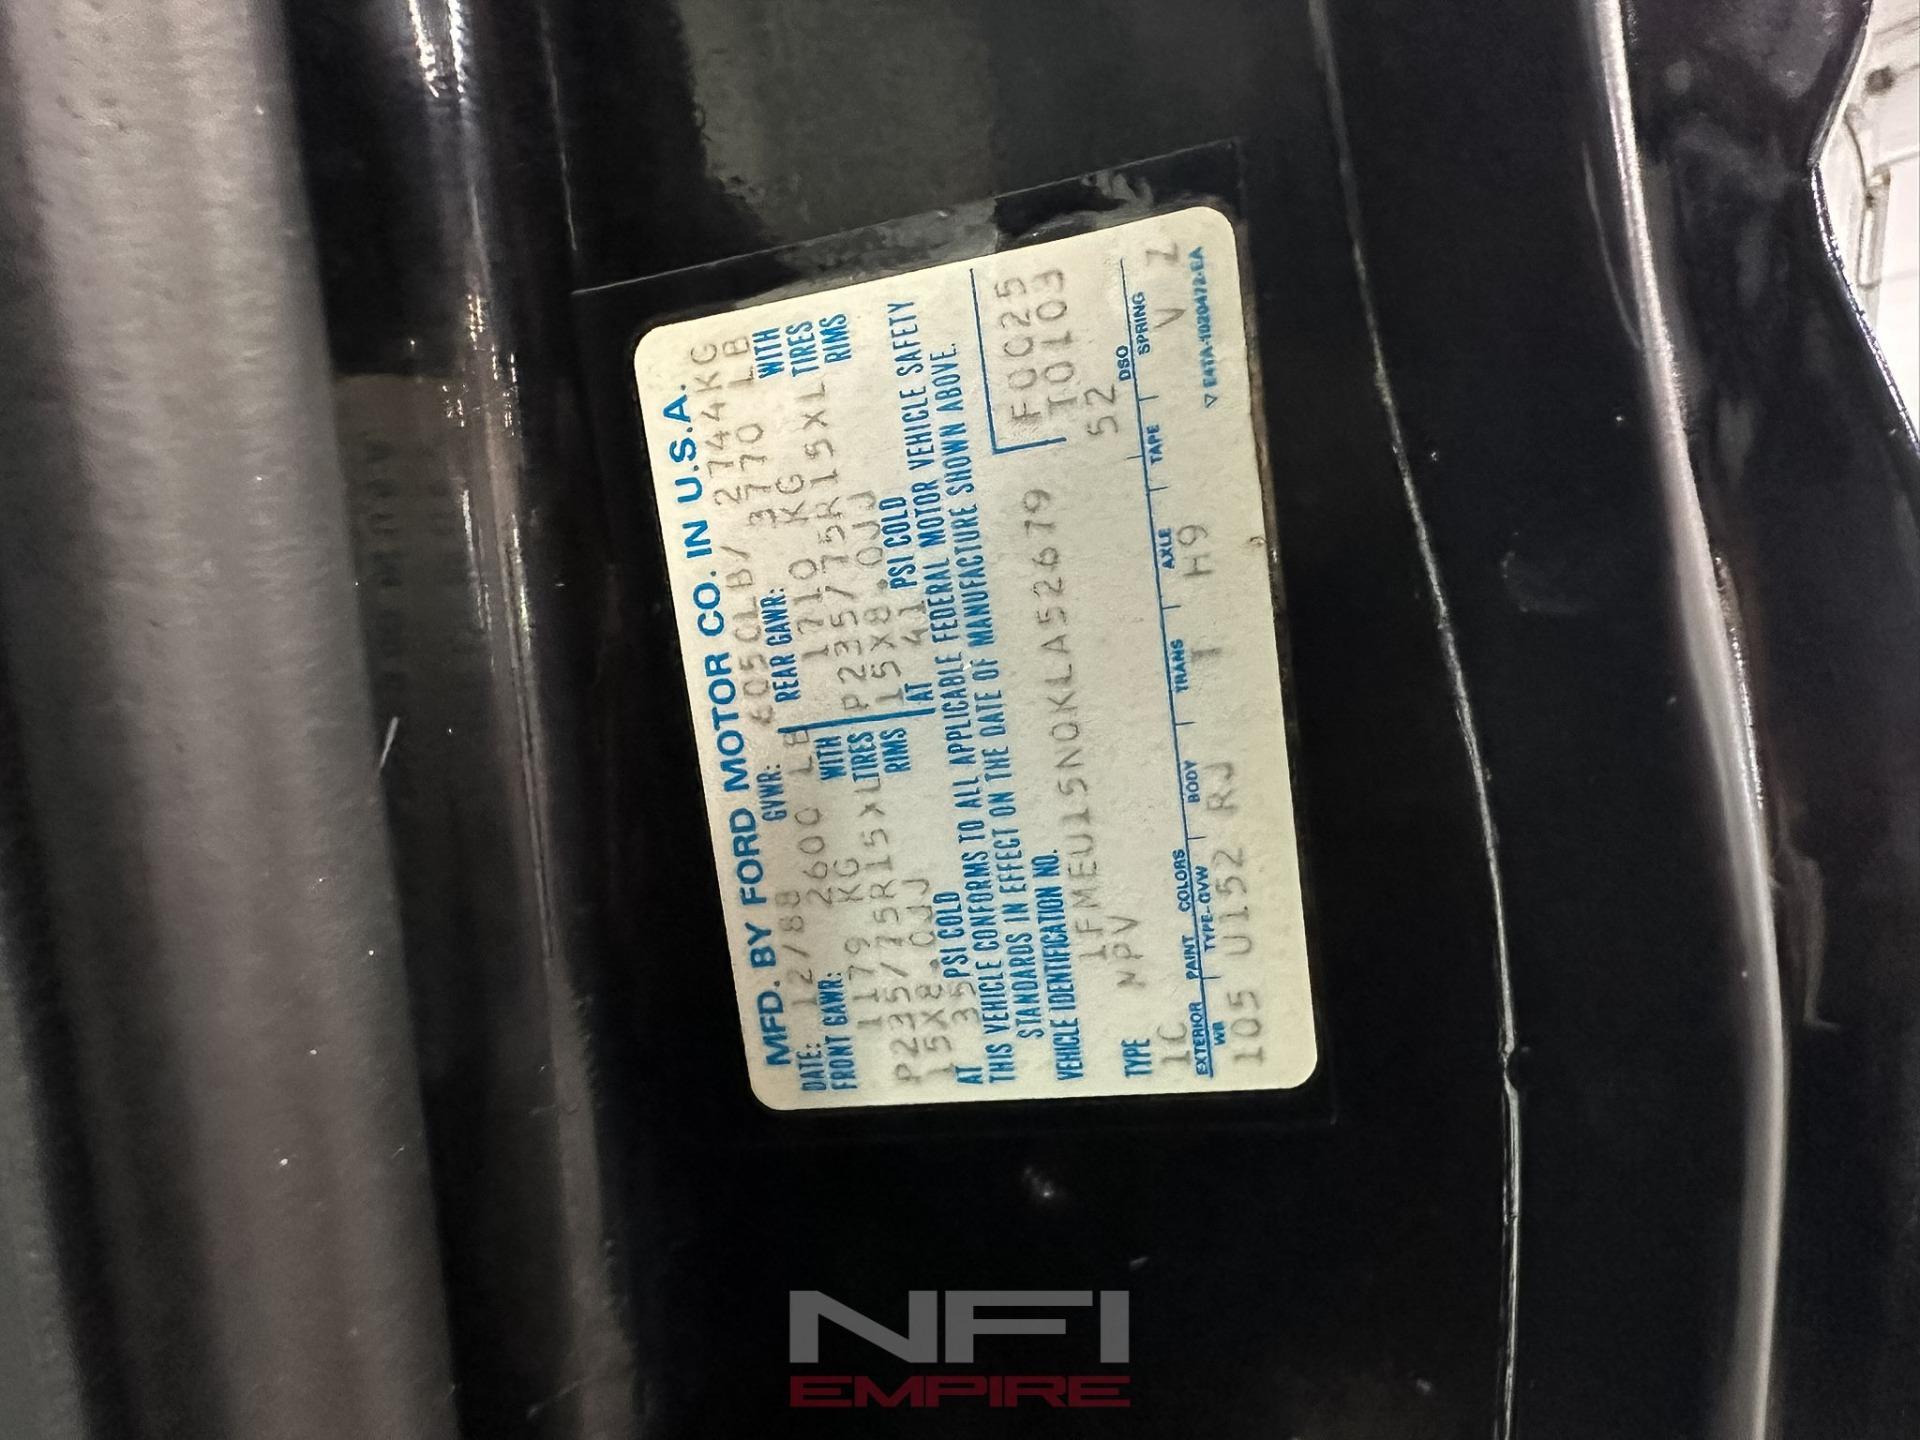 MFD. BY FORD MOTOR CO. IN U.S.A.
DATE: 12/88 GVWR: 6050LB/ 2744KG
FRONT GAWR: 2600 LB REAR GAWR: 3770 LB
1179 KG WITH 1710 KG WITH
P235/75R15XL TIRES P235/75R15XL TIRES
15X8.0JJ RIMS 15X8.0JJ RIMS
AT 35 PSI COLD AT 41 PSI COLD
THIS VEHICLE CONFORMS TO ALL APPLICABLE FEDERAL MOTOR VEHICLE SAFETY
STANDARDS IN EFFECT ON THE DATE OF MANUFACTURE SHOWN ABOVE.
VEHICLE IDENTIFICATION NO.
1FMEU15N0KLA52679 F0025
T0103
TYPE MPV 52
1C
EXTERIOR PAINT COLORS DSO
WB TYPE-GVW BODY TRANS AXLE TAPE SPRING
105 U152 RJ T H9 V Z
▽ E4TA-1020472-EA
NFI
EMPIRE